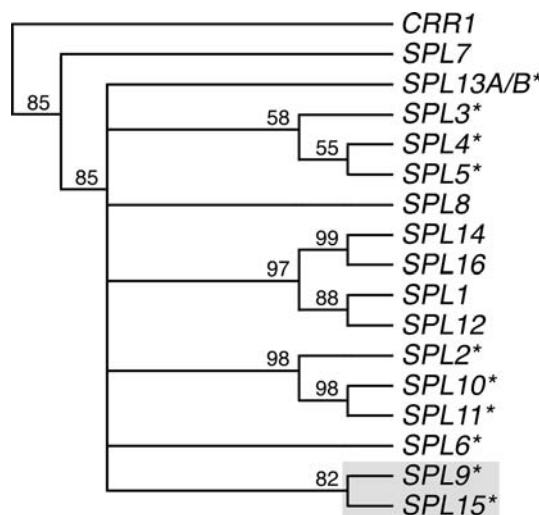 CRR1
SPL7
85
SPL13A/B*
58
SPL3*
SPL4*
55
SPL5*
85
SPL8
99
SPL14
97
SPL16
88
SPL1
SPL12
98
SPL2*
98
SPL10*
SPL11*
SPL6*
82
SPL9*
SPL15*